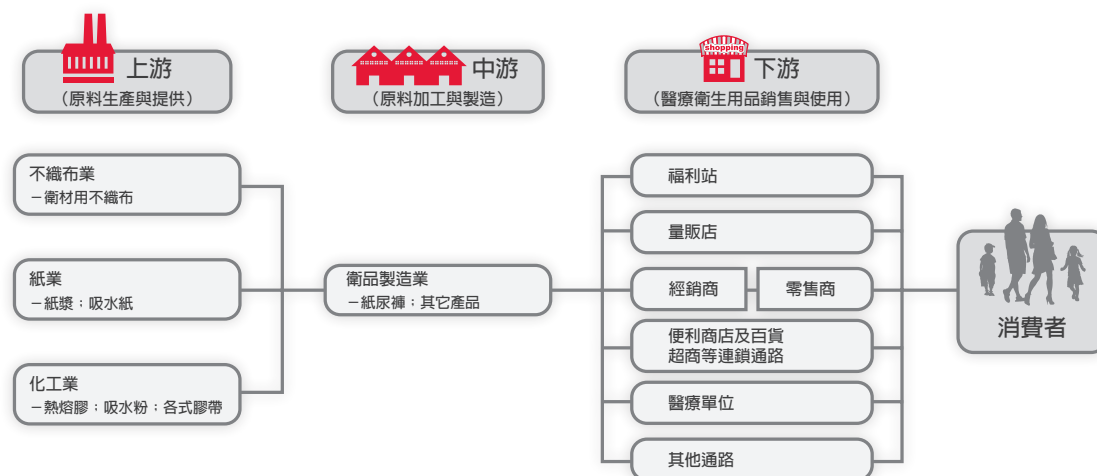 上游
（原料生產與提供）
中游
（原料加工與製造）
shopping
下游
（醫療衛生用品銷售與使用）
不織布業
－衛材用不織布
紙業
－紙漿；吸水紙
化工業
－熱熔膠；吸水粉；各式膠帶
衛品製造業
－紙尿褲；其它產品
福利站
量販店
經銷商
零售商
便利商店及百貨
超商等連鎖通路
醫療單位
其他通路
消費者